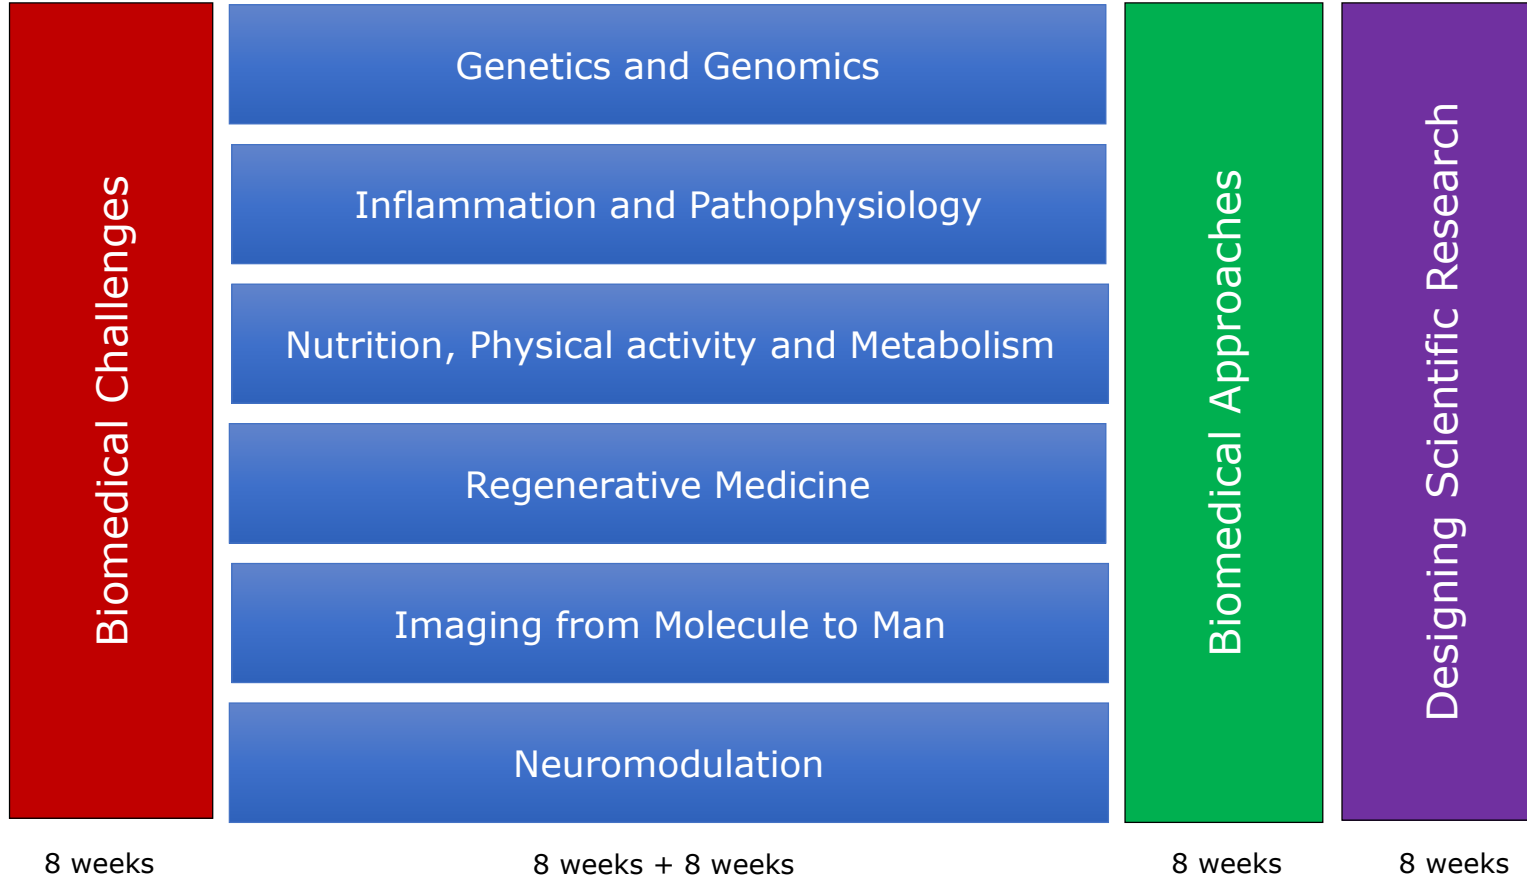 Biomedical Challenges
Genetics and Genomics
Inflammation and Pathophysiology
Nutrition, Physical activity and Metabolism
Regenerative Medicine
Imaging from Molecule to Man
Neuromodulation
Biomedical Approaches
Designing Scientific Research
8 weeks
8 weeks + 8 weeks
8 weeks
8 weeks